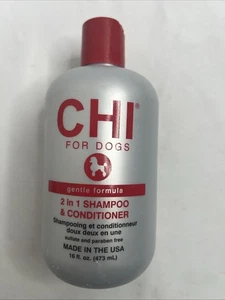 CHI®
FOR DOGS
gentle formula
2 in 1 SHAMPOO
& CONDITIONER
Shampooing et conditionneur
doux deux en une
sulfate and paraben free
MADE IN THE USA
16 fl. oz. (473 mL)